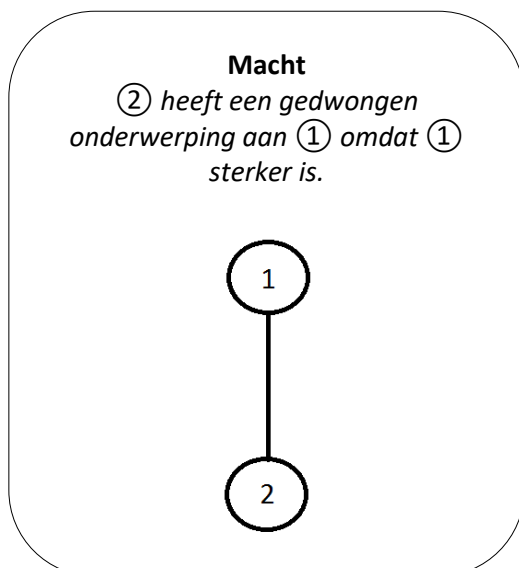 Macht
② heeft een gedwongen
onderwerping aan ① omdat ①
sterker is.
1
2